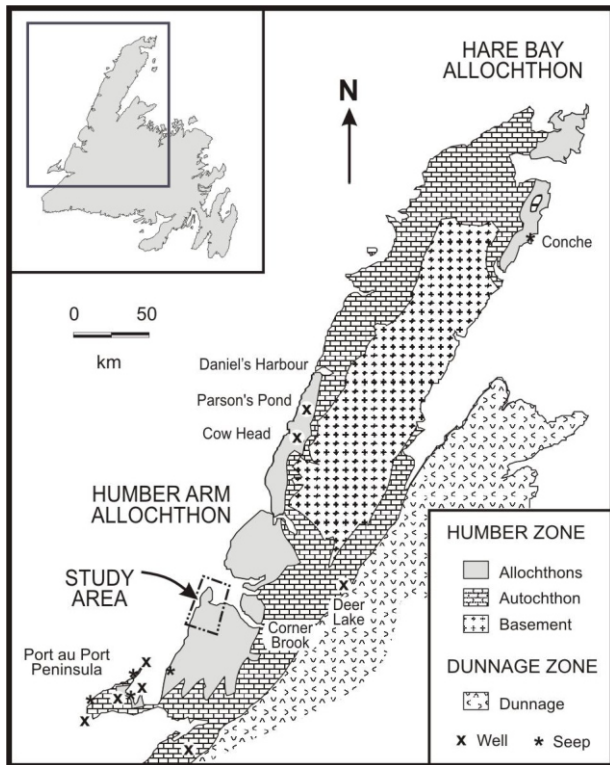 HARE BAY
ALLOCHTHON
N
Conche
0 50
km
Daniel's Harbour
Parson's Pond
Cow Head
HUMBER ARM
ALLOCHTHON
STUDY
AREA
Deer
Lake
Corner
Brook
Port au Port
Peninsula
HUMBER ZONE
Allochthons
Autochthon
Basement
DUNNAGE ZONE
Dunnage
x Well * Seep